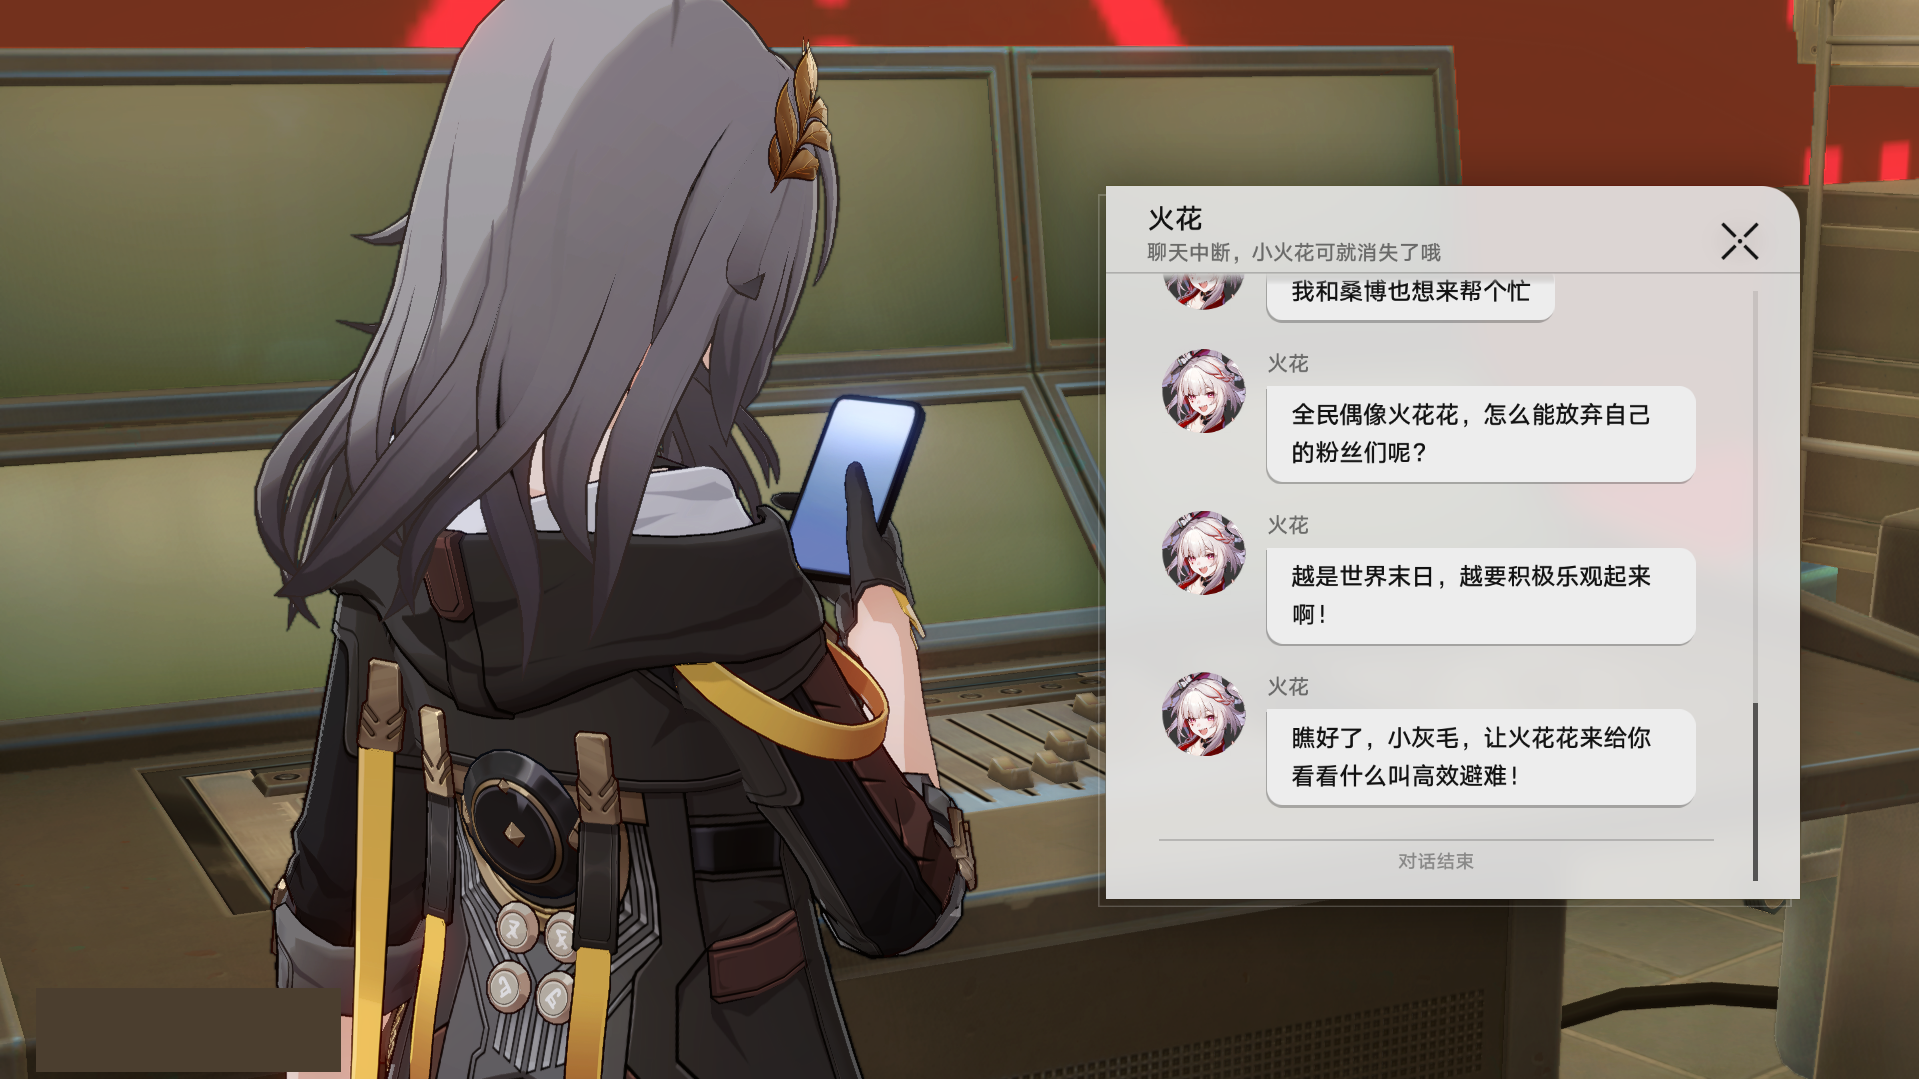 火花
聊天中断，小火花可就消失了哦
我和桑博也想来帮个忙
火花
全民偶像火花花，怎么能放弃自己
的粉丝们呢？
火花
越是世界末日，越要积极乐观起来
啊！
火花
瞧好了，小灰毛，让火花花来给你
看看什么叫高效避难！
对话结束